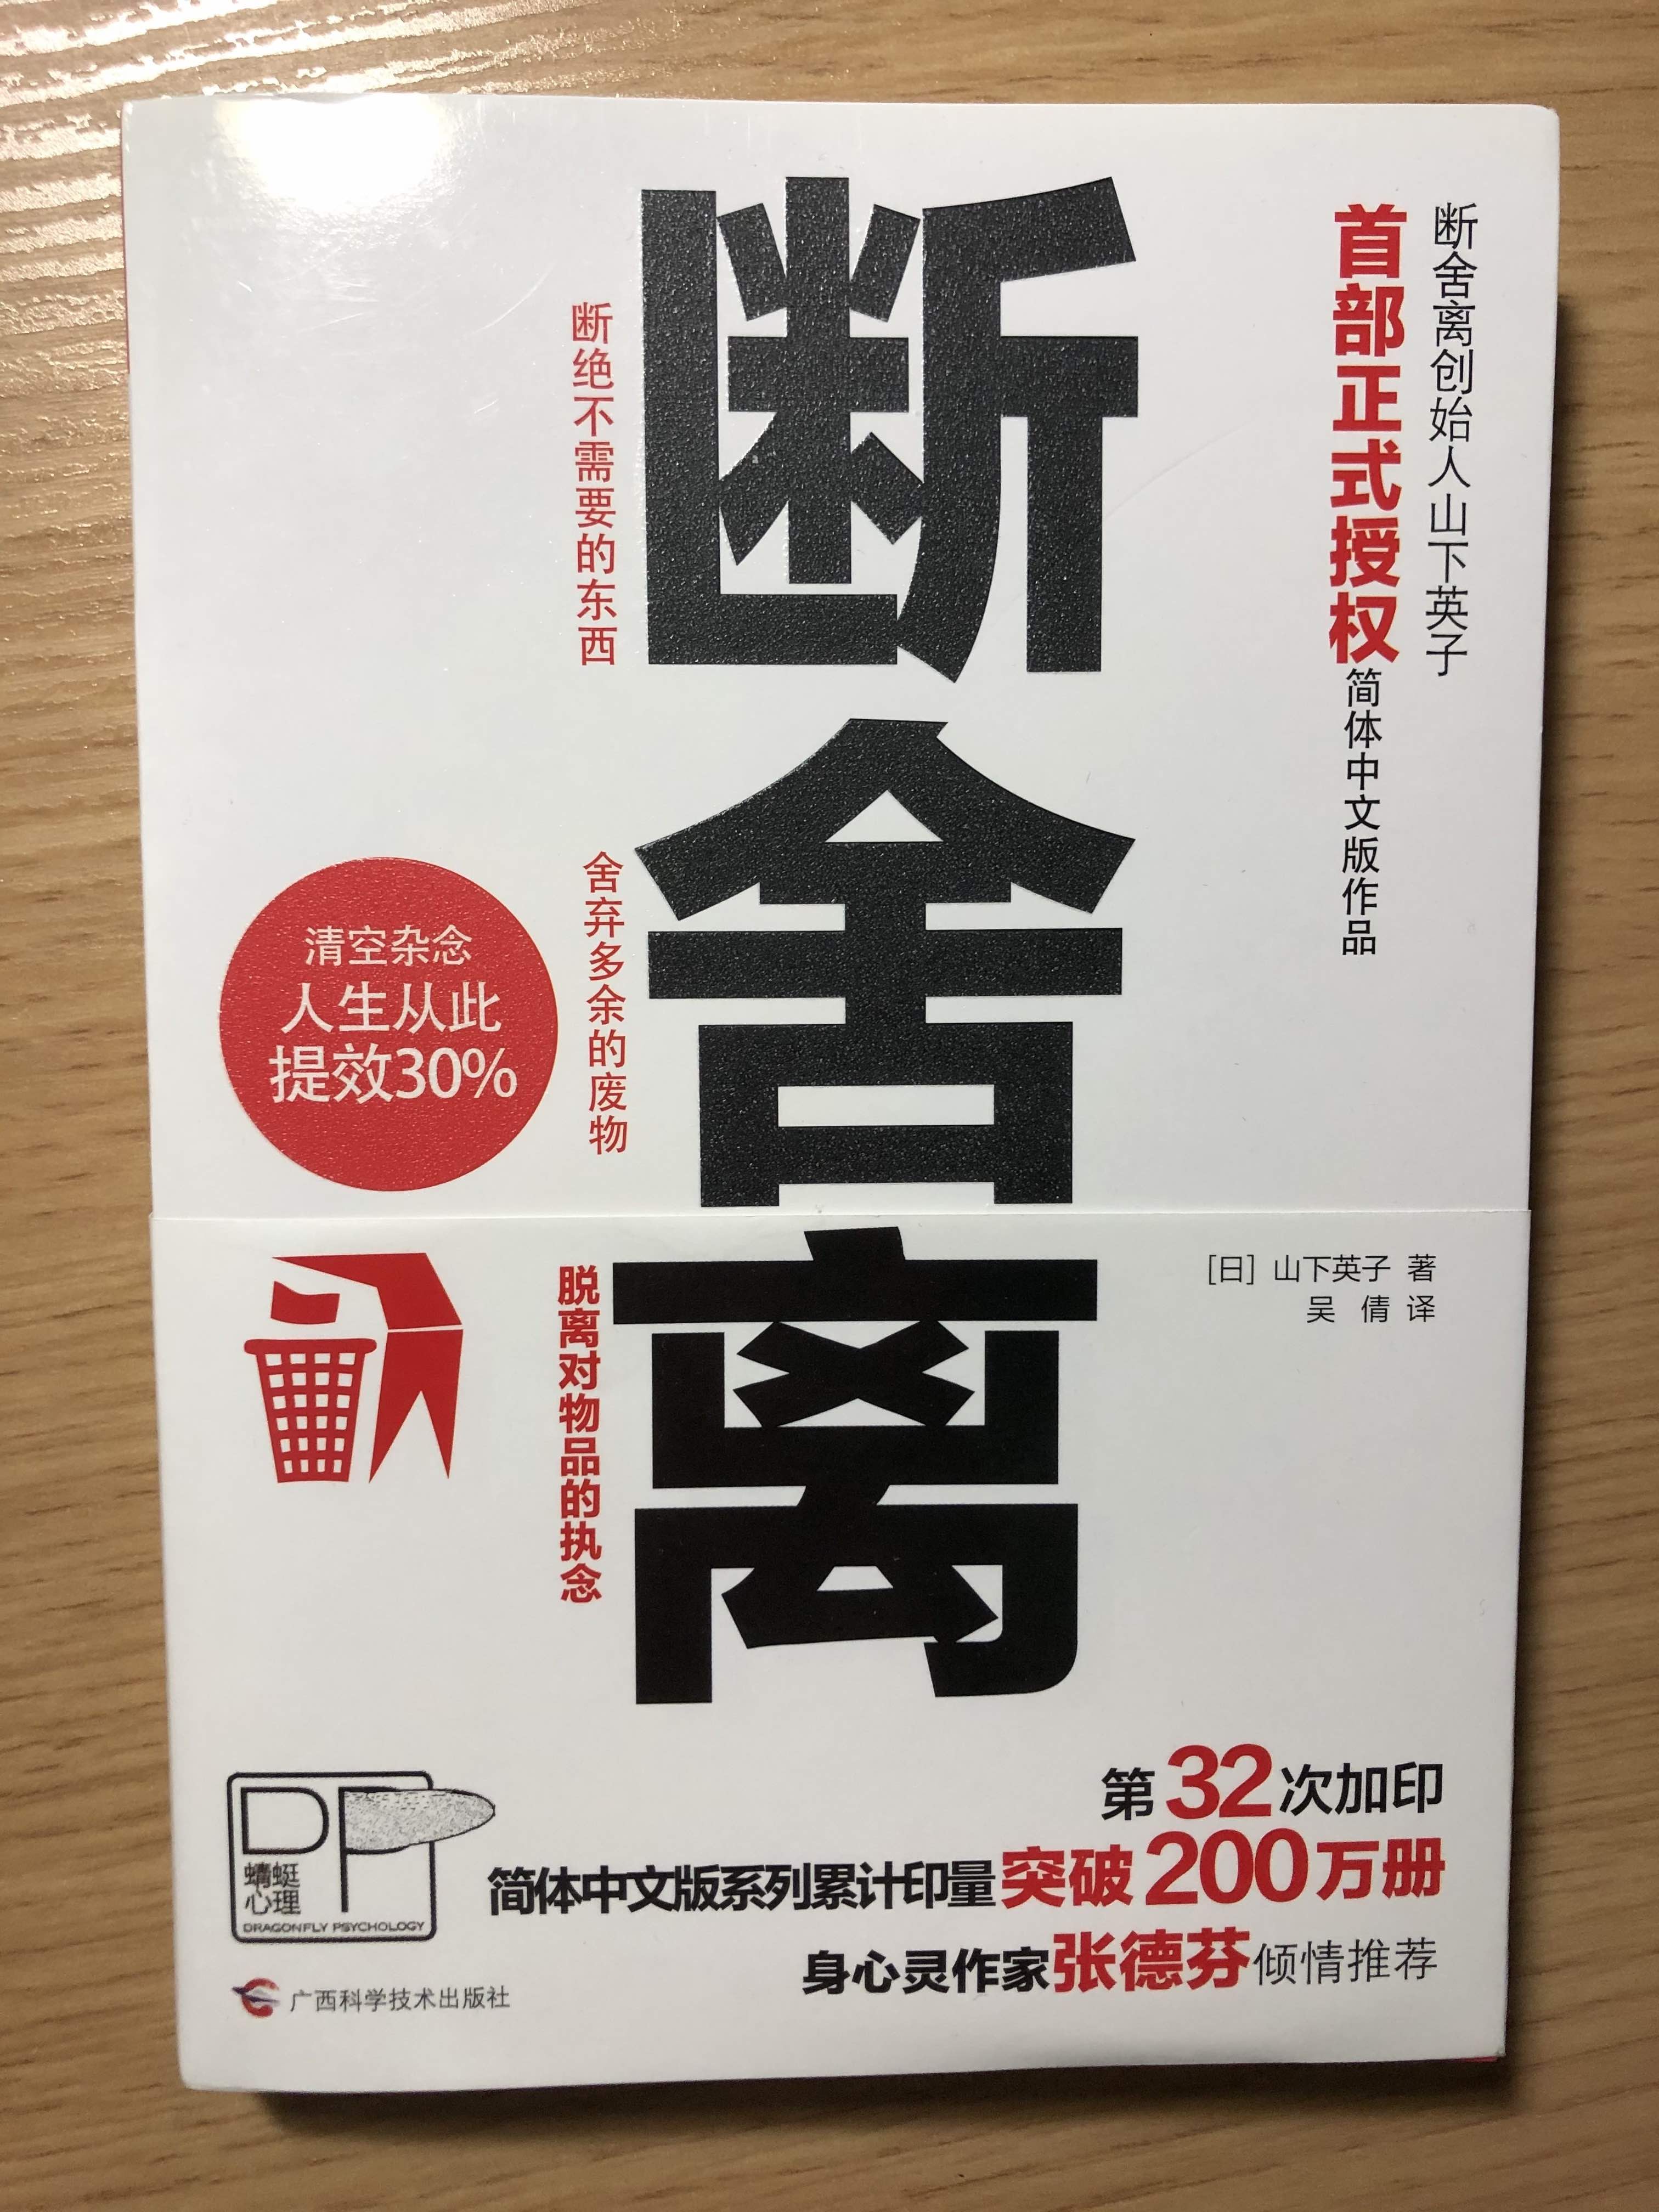 断舍离创始人山下英子
首部正式授权简体中文版作品
断舍离
断绝不需要的东西
舍弃多余的废物
脱离对物品的执念
清空杂念
人生从此
提效30%
[日] 山下英子 著
吴 倩 译
第32次加印
简体中文版系列累计印量突破200万册
身心灵作家张德芬倾情推荐
DP
蜻蜓
心理
DRAGONFLY PSYCHOLOGY
广西科学技术出版社